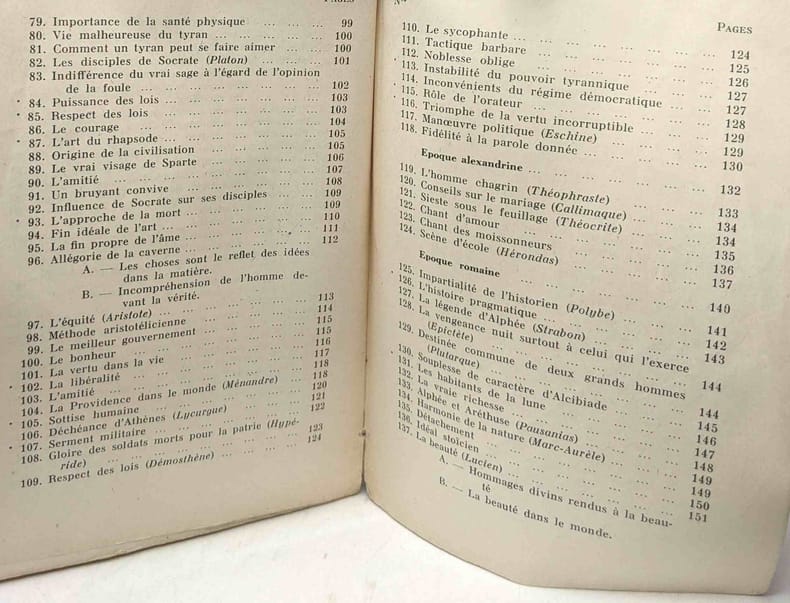 PAGES
79. Importance de la santé physique ... ... ... ... 99
80. Vie malheureuse du tyran ... ... ... ... ... 100
81. Comment un tyran peut se faire aimer ... ... 100
82. Les disciples de Socrate (Platon) ... ... ... 101
83. Indifférence du vrai sage à l'égard de l'opinion
de la foule ... ... ... ... ... ... 102
• 84. Puissance des lois ... ... ... ... ... ... 103
• 85. Respect des lois ... ... ... ... ... ... 103
86. Le courage ... ... ... ... ... ... 104
• 87. L'art du rhapsode ... ... ... ... ... ... 105
88. Origine de la civilisation ... ... ... ... ... 105
89. Le vrai visage de Sparte ... ... ... ... ... 106
90. L'amitié ... ... ... ... ... ... ... 107
91. Un bruyant convive ... ... ... ... ... 108
92. Influence de Socrate sur ses disciples ... ... 109
• 93. L'approche de la mort ... ... ... ... ... 109
94. Fin idéale de l'art ... ... ... ... ... ... 110
95. La fin propre de l'âme ... ... ... ... ... 111
96. Allégorie de la caverne ... ... ... ... ... 112
A. — Les choses sont le reflet des idées
dans la matière.
B. — Incompréhension de l'homme de-
vant la vérité.
97. L'équité (Aristote) ... ... ... ... ... ... 113
98. Méthode aristotélicienne ... ... ... ... ... 114
99. Le meilleur gouvernement ... ... ... ... ... 115
100. Le bonheur ... ... ... ... ... ... 115
101. La vertu dans la vie ... ... ... ... ... 116
• 102. La libéralité ... ... ... ... ... ... 117
103. L'amitié ... ... ... ... ... ... 118
104. La Providence dans le monde (Ménandre) ... ... 118
• 105. Sottise humaine ... ... ... ... ... ... 120
106. Déchéance d'Athènes (Lycurgue) ... ... ... 121
• 107. Serment militaire ... ... ... ... ... ... 122
108. Gloire des soldats morts pour la patrie (Hypé-
ride) ... ... ... ... ... ... 123
109. Respect des lois (Démosthène) ... ... ... ... 124
Nos PAGES
110. Le sycophante ... ... ... ... ... ... 124
111. Tactique barbare ... ... ... ... ... ... 125
112. Noblesse oblige ... ... ... ... ... ... 126
• 113. Instabilité du pouvoir tyrannique ... ... ... 127
114. Inconvénients du régime démocratique ... ... 127
• 115. Rôle de l'orateur ... ... ... ... ... ... 128
• 116. Triomphe de la vertu incorruptible ... ... ... 129
117. Manœuvre politique (Eschine) ... ... ... ... 129
118. Fidélité à la parole donnée ... ... ... ... ... 130
Epoque alexandrine ... ... ... ... ... 132
119. L'homme chagrin (Théophraste) ... ... ... 133
120. Conseils sur le mariage (Callimaque) ... ... ... 134
121. Sieste sous le feuillage (Théocrite) ... ... ... 134
122. Chant d'amour ... ... ... ... ... ... 135
123. Chant des moissonneurs ... ... ... ... ... 136
124. Scène d'école (Hérondas) ... ... ... ... 137
Epoque romaine ... ... ... ... ... 140
125. Impartialité de l'historien (Polybe) ... ... ... 141
• 126. L'histoire pragmatique ... ... ... ... ... 142
127. La légende d'Alphée (Strabon) ... ... ... ... 143
128. La vengeance nuit surtout à celui qui l'exerce
(Epictète) ... ... ... ... ... ... 144
129. Destinée commune de deux grands hommes
(Plutarque) ... ... ... ... ... ... 144
130. Souplesse de caractère d'Alcibiade ... ... ... 145
• 131. Les habitants de la lune ... ... ... ... ... 146
132. La vraie richesse ... ... ... ... ... ... 147
133. Alphée et Aréthuse (Pausanias) ... ... ... 148
134. Harmonie de la nature (Marc-Aurèle) ... ... ... 149
135. Détachement ... ... ... ... ... ... 149
136. Idéal stoïcien ... ... ... ... ... ... 150
137. La beauté (Lucien) ... ... ... ... ... 151
A. — Hommages divins rendus à la beau-
té
B. — La beauté dans le monde.